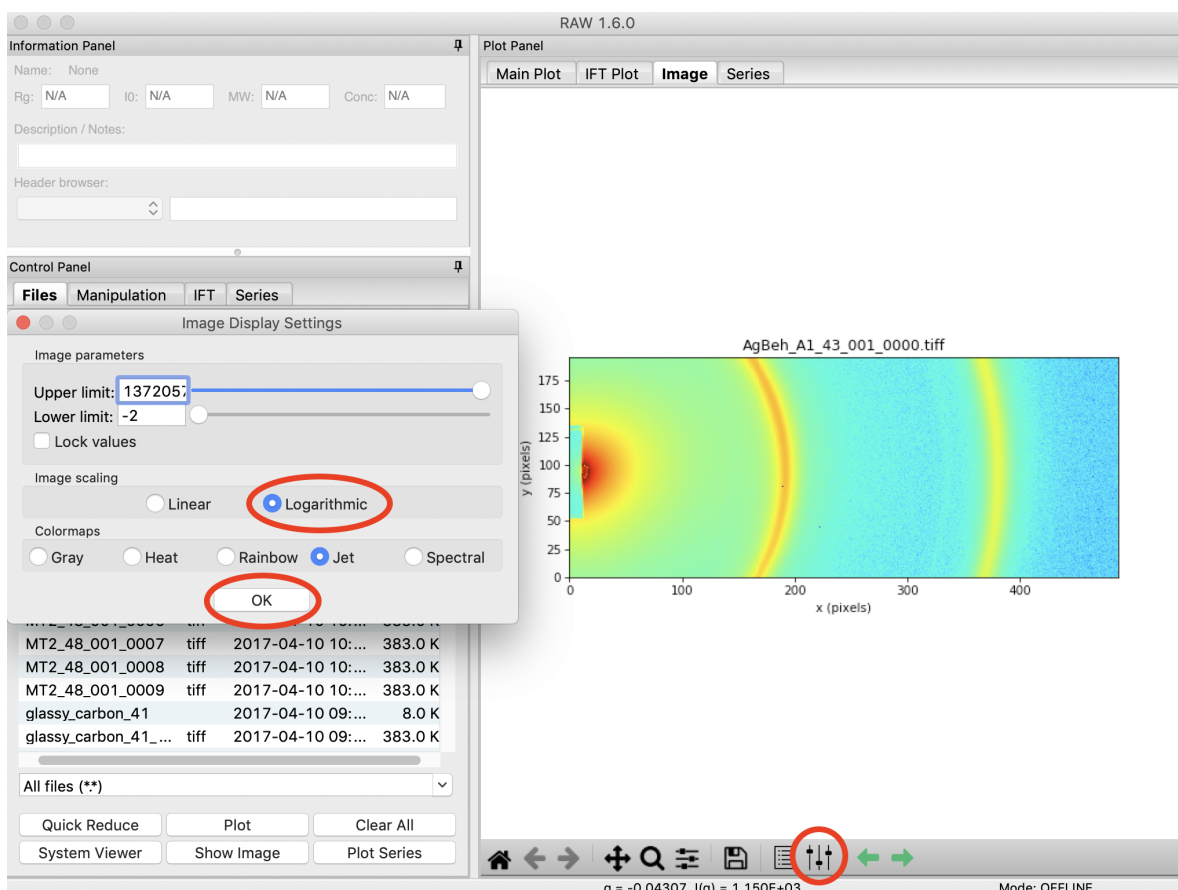 RAW 1.6.0
Information Panel
Name: None
Rg: N/A I0: N/A MW: N/A Conc: N/A
Description / Notes:
Header browser:
Control Panel
Files Manipulation IFT Series
Image Display Settings
Image parameters
Upper limit: 1372057
Lower limit: -2
Lock values
Image scaling
Linear Logarithmic
Colormaps
Gray Heat Rainbow Jet Spectral
OK
MT2_48_001_0007 tiff 2017-04-10 10:... 383.0 K
MT2_48_001_0008 tiff 2017-04-10 10:... 383.0 K
MT2_48_001_0009 tiff 2017-04-10 10:... 383.0 K
glassy_carbon_41 2017-04-10 09:... 8.0 K
glassy_carbon_41_... tiff 2017-04-10 09:... 383.0 K
All files (*.*)
Quick Reduce Plot Clear All
System Viewer Show Image Plot Series
Plot Panel
Main Plot IFT Plot Image Series
AgBeh_A1_43_001_0000.tiff
175
150
125
100
75
50
25
0
y (pixels)
0 100 200 300 400
x (pixels)
q = -0.04307, I(q) = 1.150E+03 Mode: OFFLINE